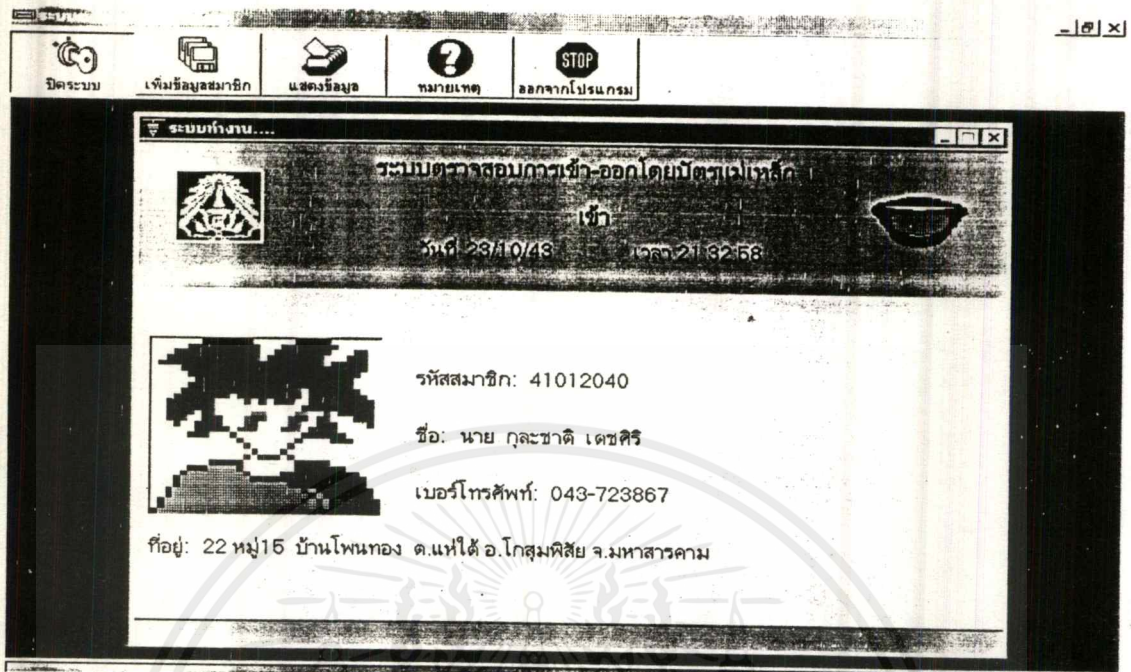 ปิดระบบ เพิ่มข้อมูลสมาชิก แสดงข้อมูล หมายเหตุ ออกจากโปรแกรม
STOP
ระบบทำงาน....
ระบบตรวจสอบการเข้า-ออกโดยบัตรแม่เหล็ก
เข้า
วันที่ 23/10/43 เวลา 21:32:58
รหัสสมาชิก: 41012040
ชื่อ: นาย กุละชาติ เดชศิริ
เบอร์โทรศัพท์: 043-723867
ที่อยู่: 22 หมู่15 บ้านโพนทอง ต.แห่ใต้ อ.โกสุมพิสัย จ.มหาสารคาม